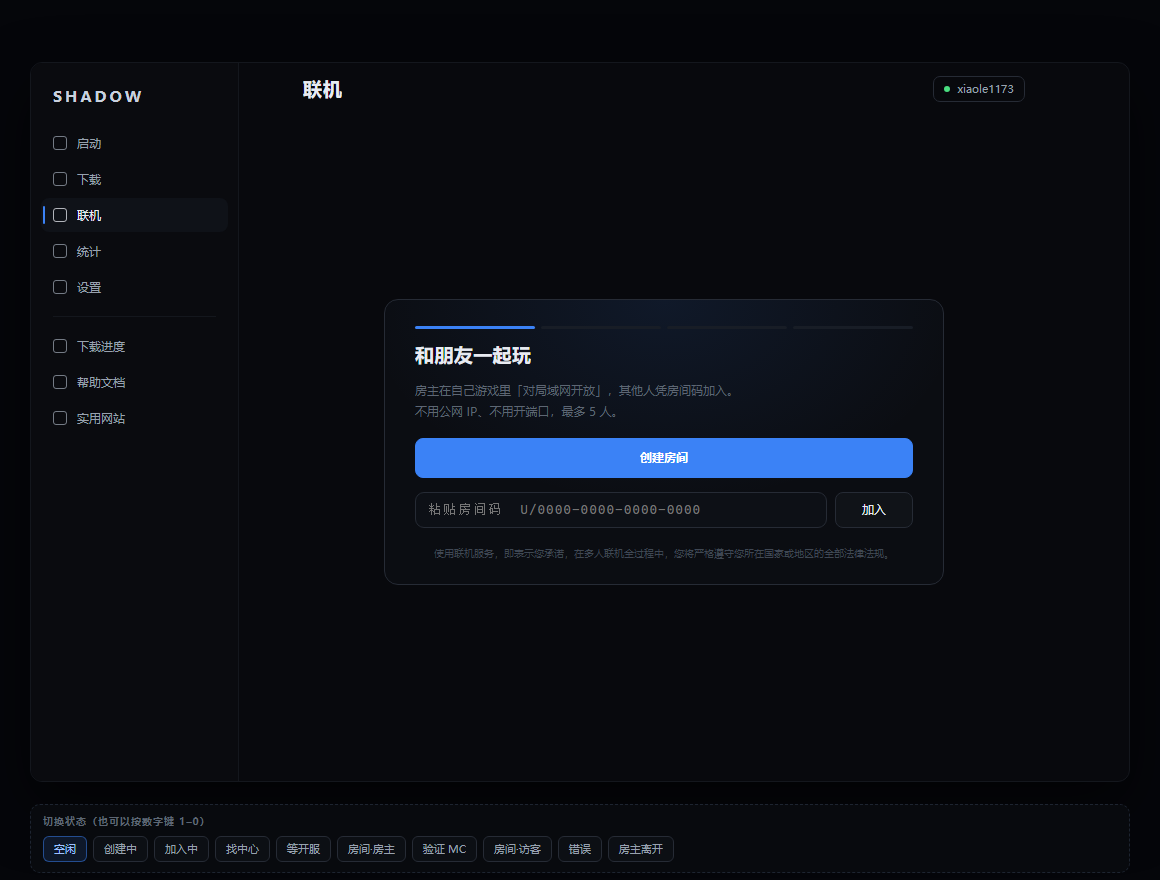 SHADOW
启动
下载
联机
统计
设置
下载进度
帮助文档
实用网站
联机
xiaole1173
和朋友一起玩
房主在自己游戏里「对局域网开放」，其他人凭房间码加入。
不用公网 IP、不用开端口，最多 5 人。
创建房间
粘贴房间码 U/0000-0000-0000-0000
加入
使用联机服务，即表示您承诺，在多人联机全过程中，您将严格遵守您所在国家或地区的全部法律法规。
切换状态（也可以按数字键 1–0）
空闲 创建中 加入中 找中心 等开服 房间·房主 验证 MC 房间·访客 错误 房主离开